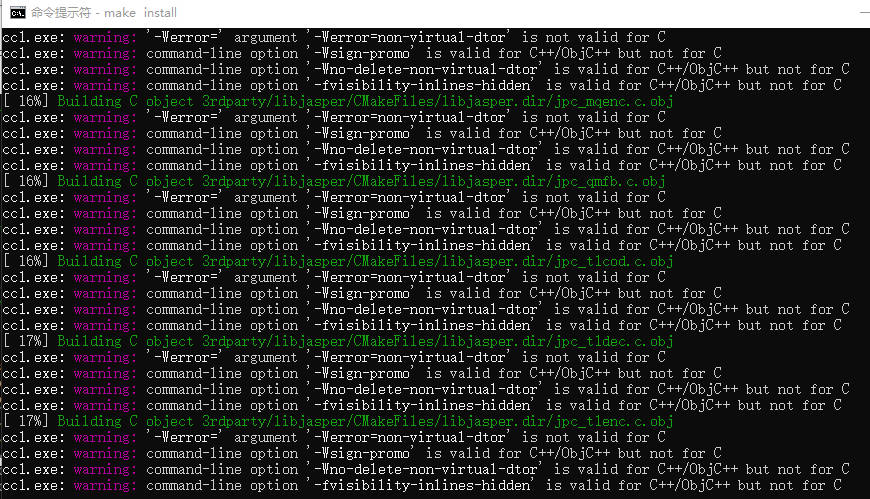 命令提示符 - make install
cc1.exe: warning: '-Werror=' argument '-Werror=non-virtual-dtor' is not valid for C
cc1.exe: warning: command-line option '-Wsign-promo' is valid for C++/ObjC++ but not for C
cc1.exe: warning: command-line option '-Wno-delete-non-virtual-dtor' is valid for C++/ObjC++ but not for C
cc1.exe: warning: command-line option '-fvisibility-inlines-hidden' is valid for C++/ObjC++ but not for C
[ 16%] Building C object 3rdparty/libjasper/CMakeFiles/libjasper.dir/jpc_mqenc.c.obj
cc1.exe: warning: '-Werror=' argument '-Werror=non-virtual-dtor' is not valid for C
cc1.exe: warning: command-line option '-Wsign-promo' is valid for C++/ObjC++ but not for C
cc1.exe: warning: command-line option '-Wno-delete-non-virtual-dtor' is valid for C++/ObjC++ but not for C
cc1.exe: warning: command-line option '-fvisibility-inlines-hidden' is valid for C++/ObjC++ but not for C
[ 16%] Building C object 3rdparty/libjasper/CMakeFiles/libjasper.dir/jpc_qmfb.c.obj
cc1.exe: warning: '-Werror=' argument '-Werror=non-virtual-dtor' is not valid for C
cc1.exe: warning: command-line option '-Wsign-promo' is valid for C++/ObjC++ but not for C
cc1.exe: warning: command-line option '-Wno-delete-non-virtual-dtor' is valid for C++/ObjC++ but not for C
cc1.exe: warning: command-line option '-fvisibility-inlines-hidden' is valid for C++/ObjC++ but not for C
[ 16%] Building C object 3rdparty/libjasper/CMakeFiles/libjasper.dir/jpc_t1cod.c.obj
cc1.exe: warning: '-Werror=' argument '-Werror=non-virtual-dtor' is not valid for C
cc1.exe: warning: command-line option '-Wsign-promo' is valid for C++/ObjC++ but not for C
cc1.exe: warning: command-line option '-Wno-delete-non-virtual-dtor' is valid for C++/ObjC++ but not for C
cc1.exe: warning: command-line option '-fvisibility-inlines-hidden' is valid for C++/ObjC++ but not for C
[ 17%] Building C object 3rdparty/libjasper/CMakeFiles/libjasper.dir/jpc_t1dec.c.obj
cc1.exe: warning: '-Werror=' argument '-Werror=non-virtual-dtor' is not valid for C
cc1.exe: warning: command-line option '-Wsign-promo' is valid for C++/ObjC++ but not for C
cc1.exe: warning: command-line option '-Wno-delete-non-virtual-dtor' is valid for C++/ObjC++ but not for C
cc1.exe: warning: command-line option '-fvisibility-inlines-hidden' is valid for C++/ObjC++ but not for C
[ 17%] Building C object 3rdparty/libjasper/CMakeFiles/libjasper.dir/jpc_t1enc.c.obj
cc1.exe: warning: '-Werror=' argument '-Werror=non-virtual-dtor' is not valid for C
cc1.exe: warning: command-line option '-Wsign-promo' is valid for C++/ObjC++ but not for C
cc1.exe: warning: command-line option '-Wno-delete-non-virtual-dtor' is valid for C++/ObjC++ but not for C
cc1.exe: warning: command-line option '-fvisibility-inlines-hidden' is valid for C++/ObjC++ but not for C